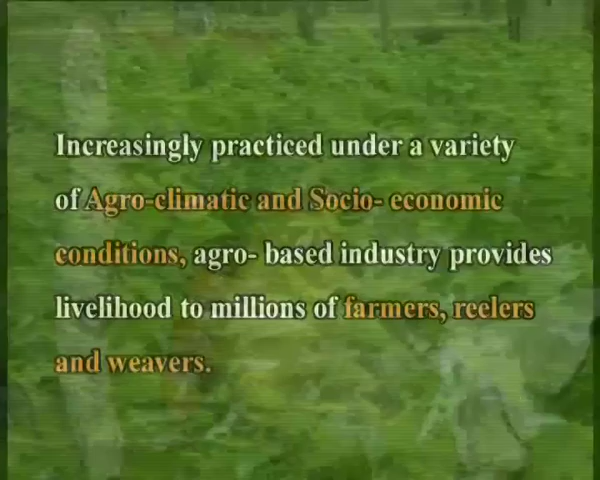 Increasingly practiced under a variety
of Agro-climatic and Socio- economic
conditions, agro- based industry provides
livelihood to millions of farmers, reelers
and weavers.